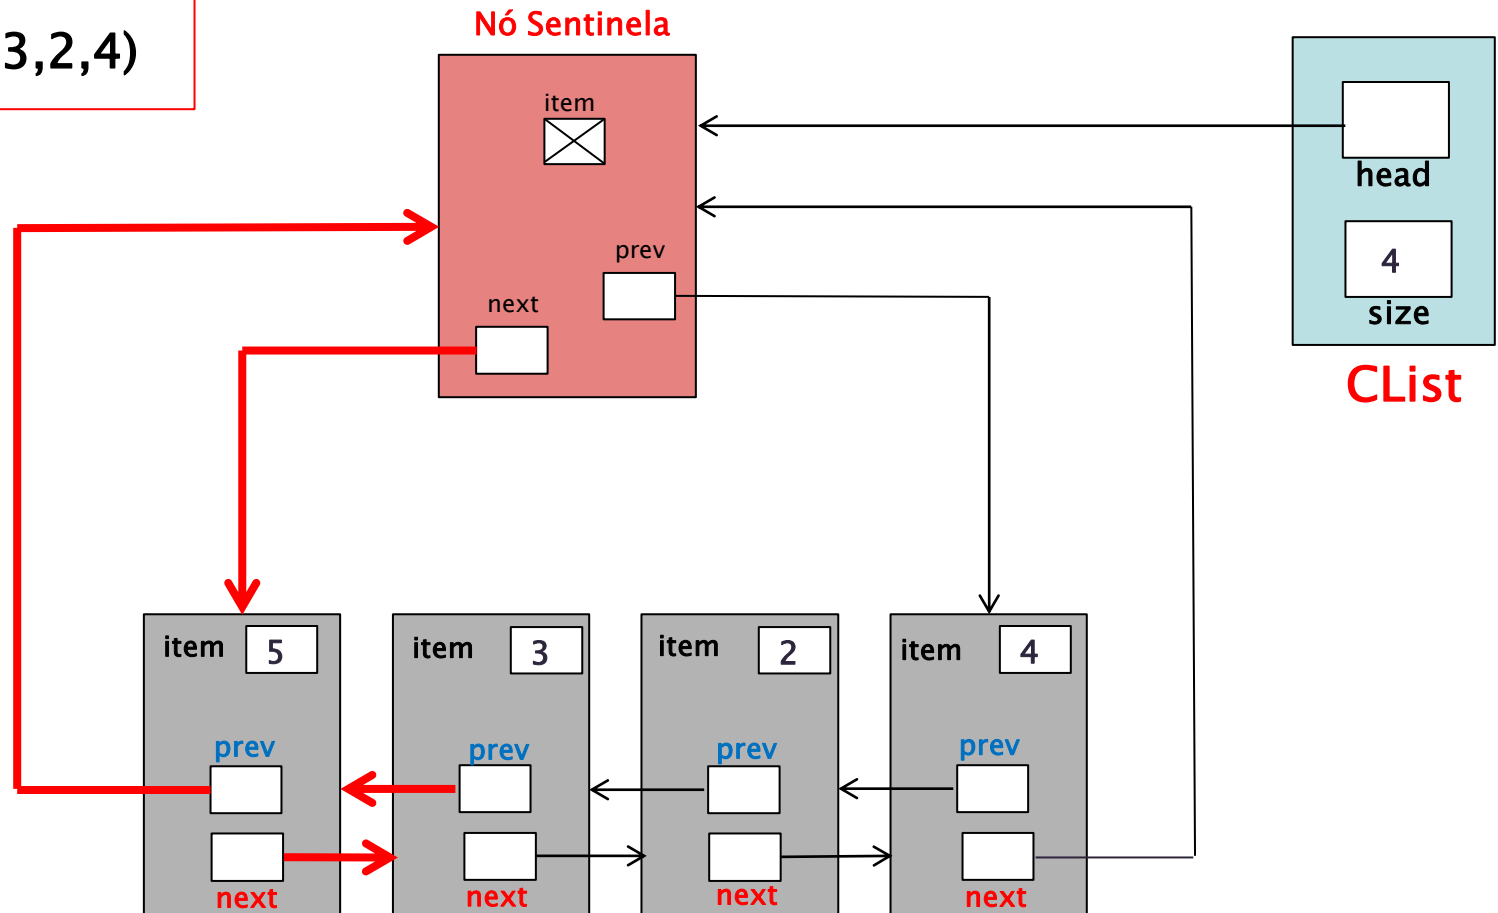 Nó Sentinela
3,2,4)
item
head
prev
4
next
size
CList
item 5
item 3
item 2
item 4
prev
prev
prev
prev
next
next
next
next